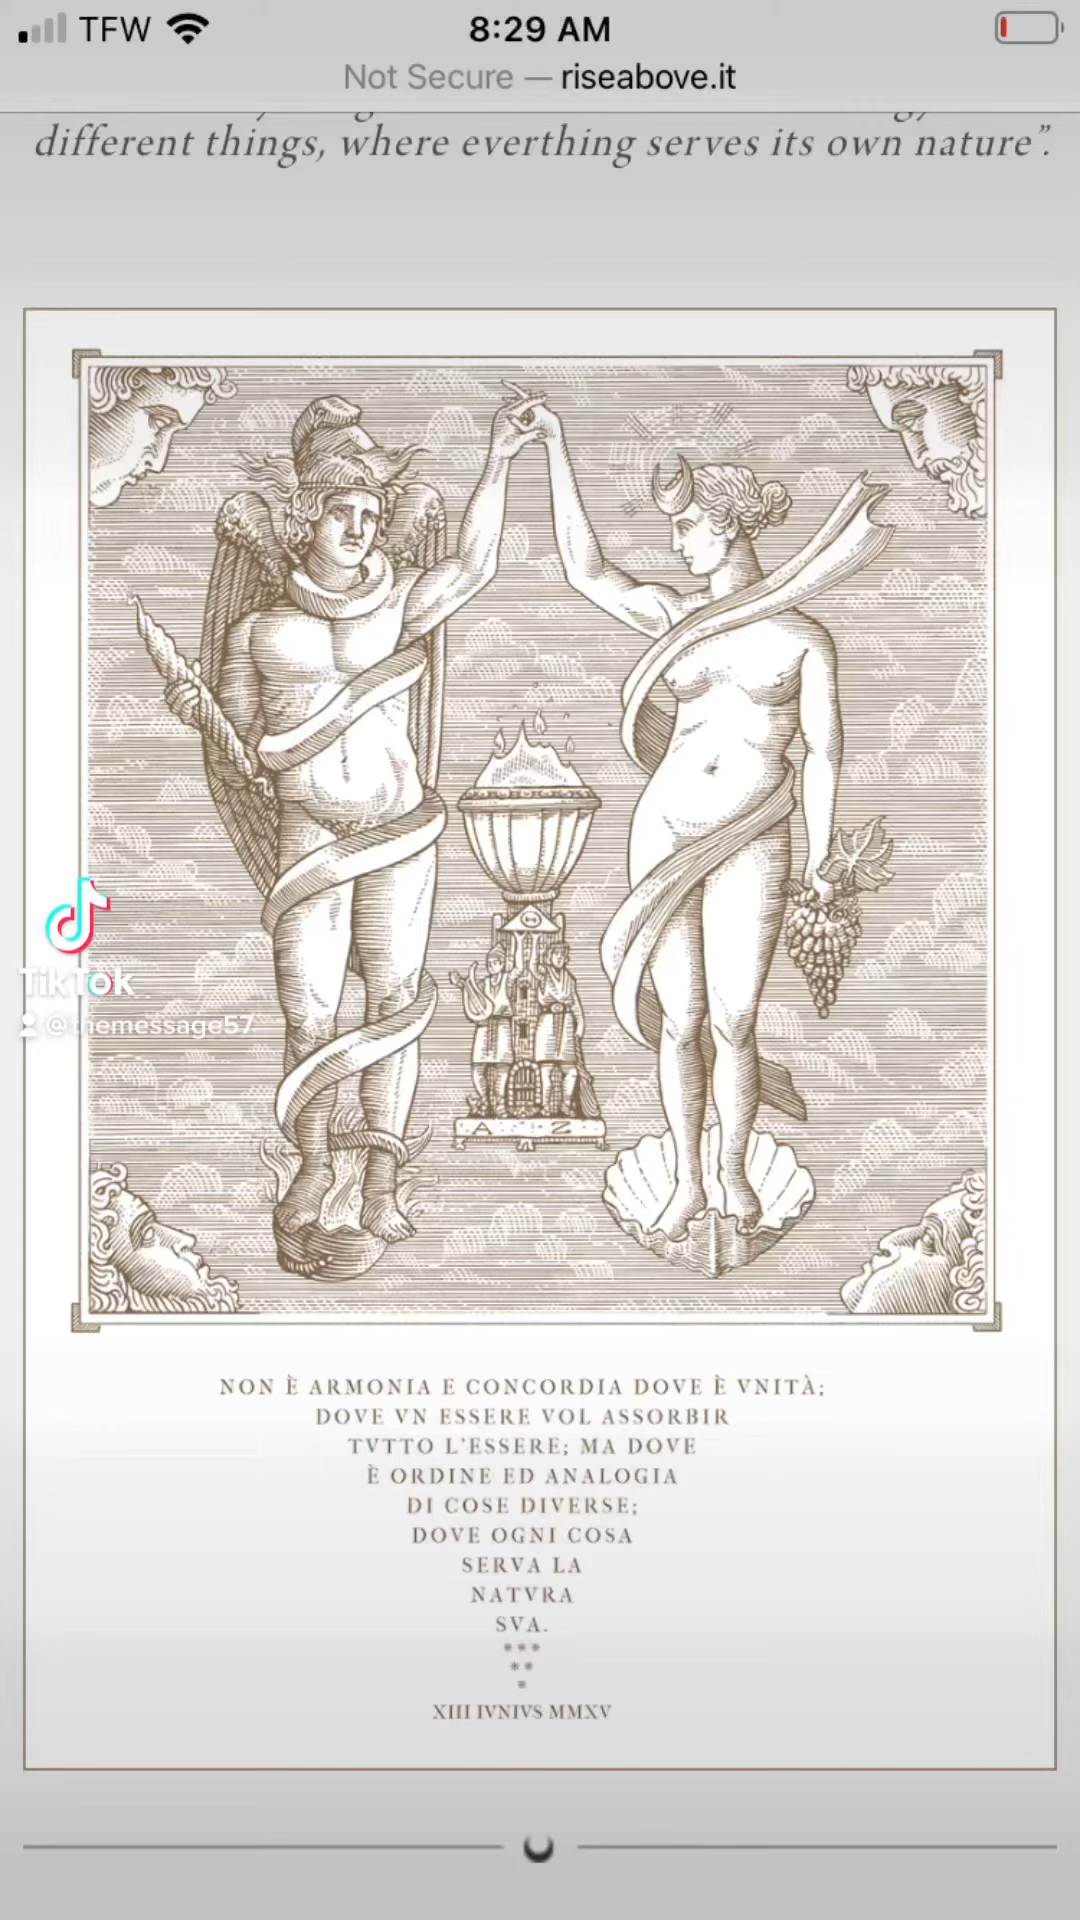 TFW
8:29 AM
Not Secure — riseabove.it
different things, where everthing serves its own nature”.
TikTok
@themessage57
A Z
NON È ARMONIA E CONCORDIA DOVE È VNITÀ;
DOVE VN ESSERE VOL ASSORBIR
TVTTO L'ESSERE; MA DOVE
È ORDINE ED ANALOGIA
DI COSE DIVERSE;
DOVE OGNI COSA
SERVA LA
NATVRA
SVA.
***
**
*
XIII IVNIVS MMXV